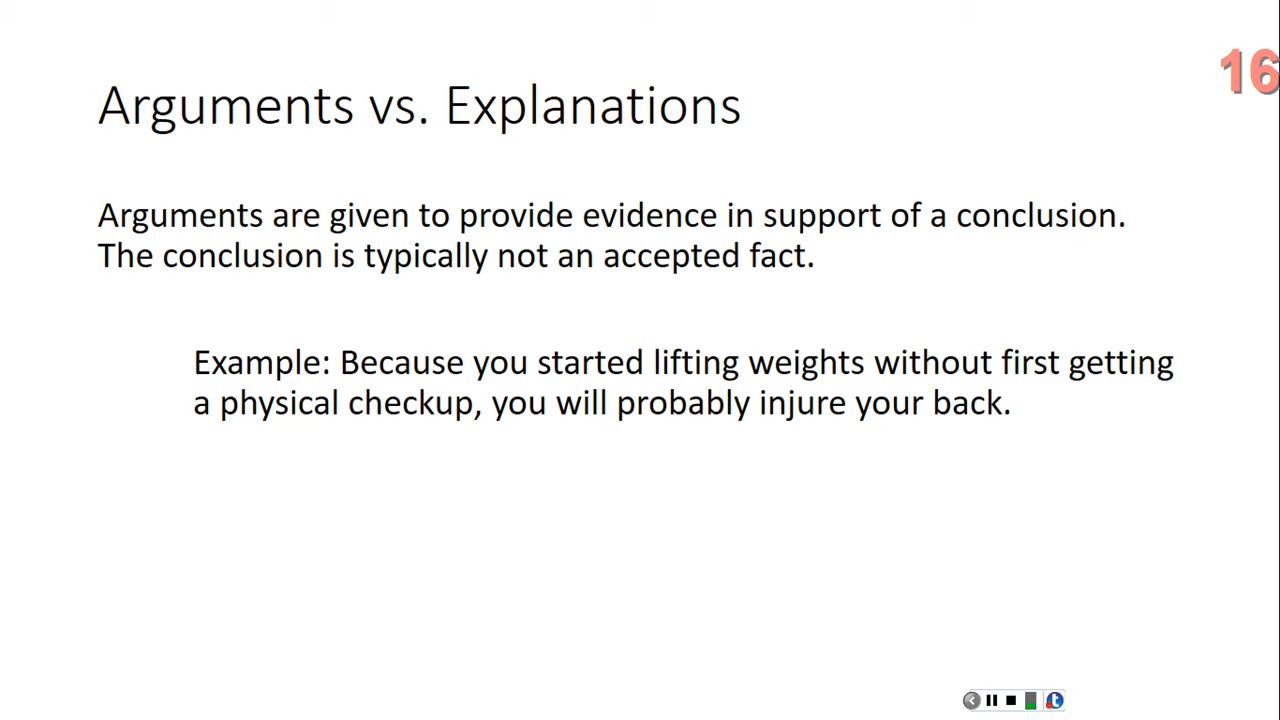 16
Arguments vs. Explanations
Arguments are given to provide evidence in support of a conclusion.
The conclusion is typically not an accepted fact.
Example: Because you started lifting weights without first getting
a physical checkup, you will probably injure your back.
t